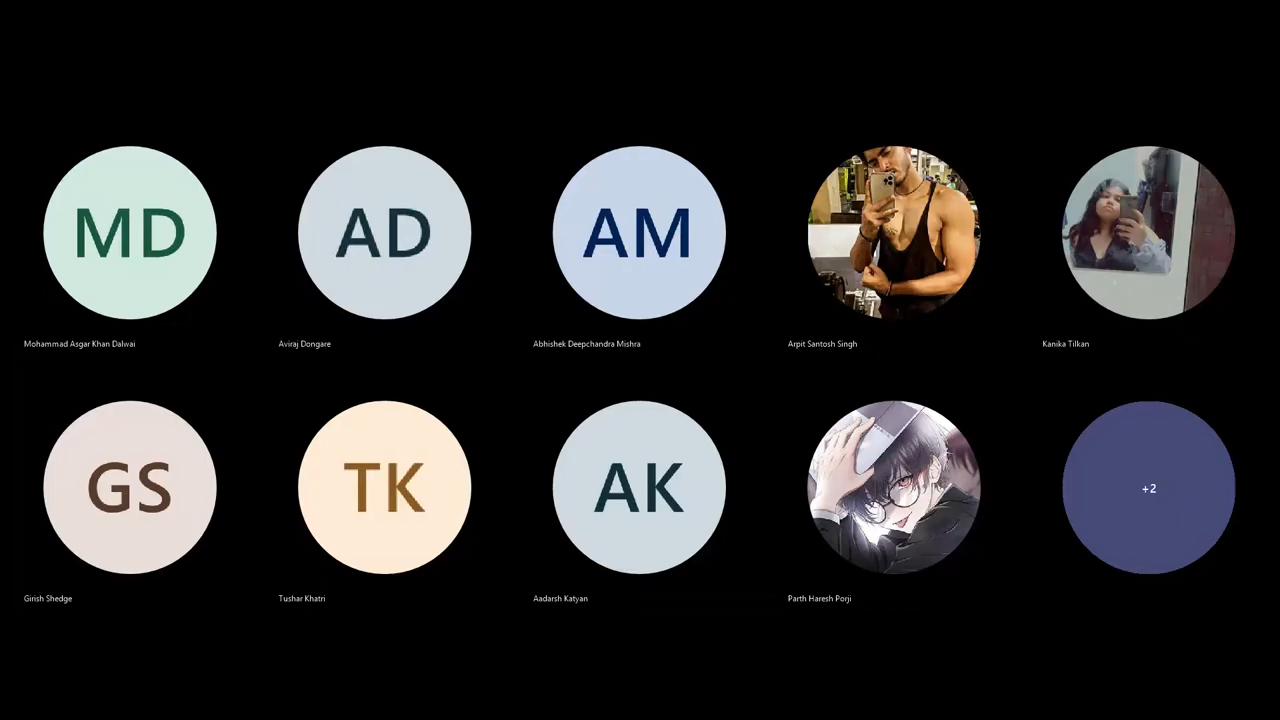 MD
AD
AM
Mohammad Asgar Khan Dalwai
Aviraj Dongare
Abhishek Deepchandra Mishra
Arpit Santosh Singh
Kanika Tilkan
GS
TK
AK
+2
Girish Shedge
Tushar Khatri
Aadarsh Katyan
Parth Haresh Porji